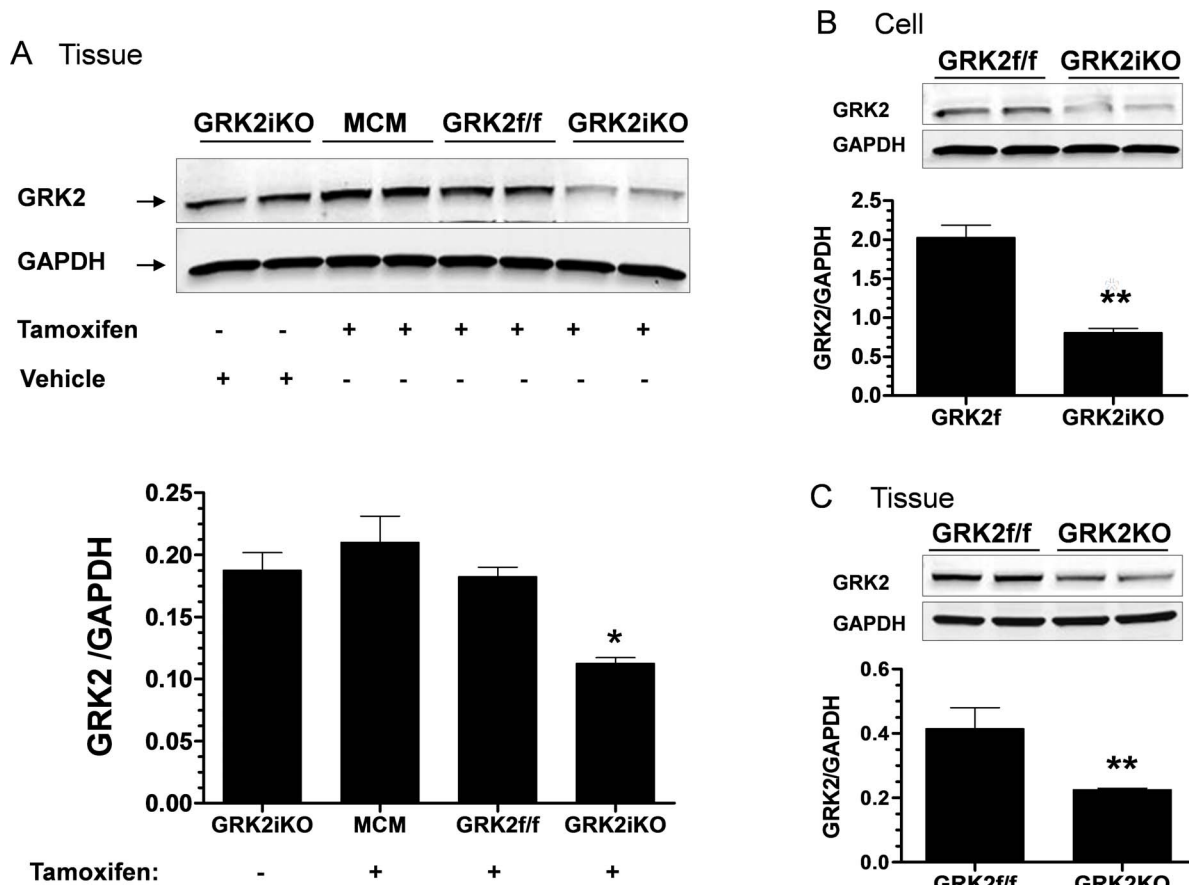 A Tissue
GRK2iKO MCM GRK2f/f GRK2iKO
GRK2
GAPDH
Tamoxifen - - + + + + + +
Vehicle + + - - - - - -
GRK2 /GAPDH
0.25
0.20
0.15
0.10
0.05
0.00
*
GRK2iKO MCM GRK2f/f GRK2iKO
Tamoxifen: - + + +
B Cell
GRK2f/f GRK2iKO
GRK2
GAPDH
GRK2/GAPDH
2.5
2.0
1.5
1.0
0.5
0.0
**
GRK2f GRK2iKO
C Tissue
GRK2f/f GRK2KO
GRK2
GAPDH
GRK2/GAPDH
0.6
0.4
0.2
0.0
**
GRK2f/f GRK2KO